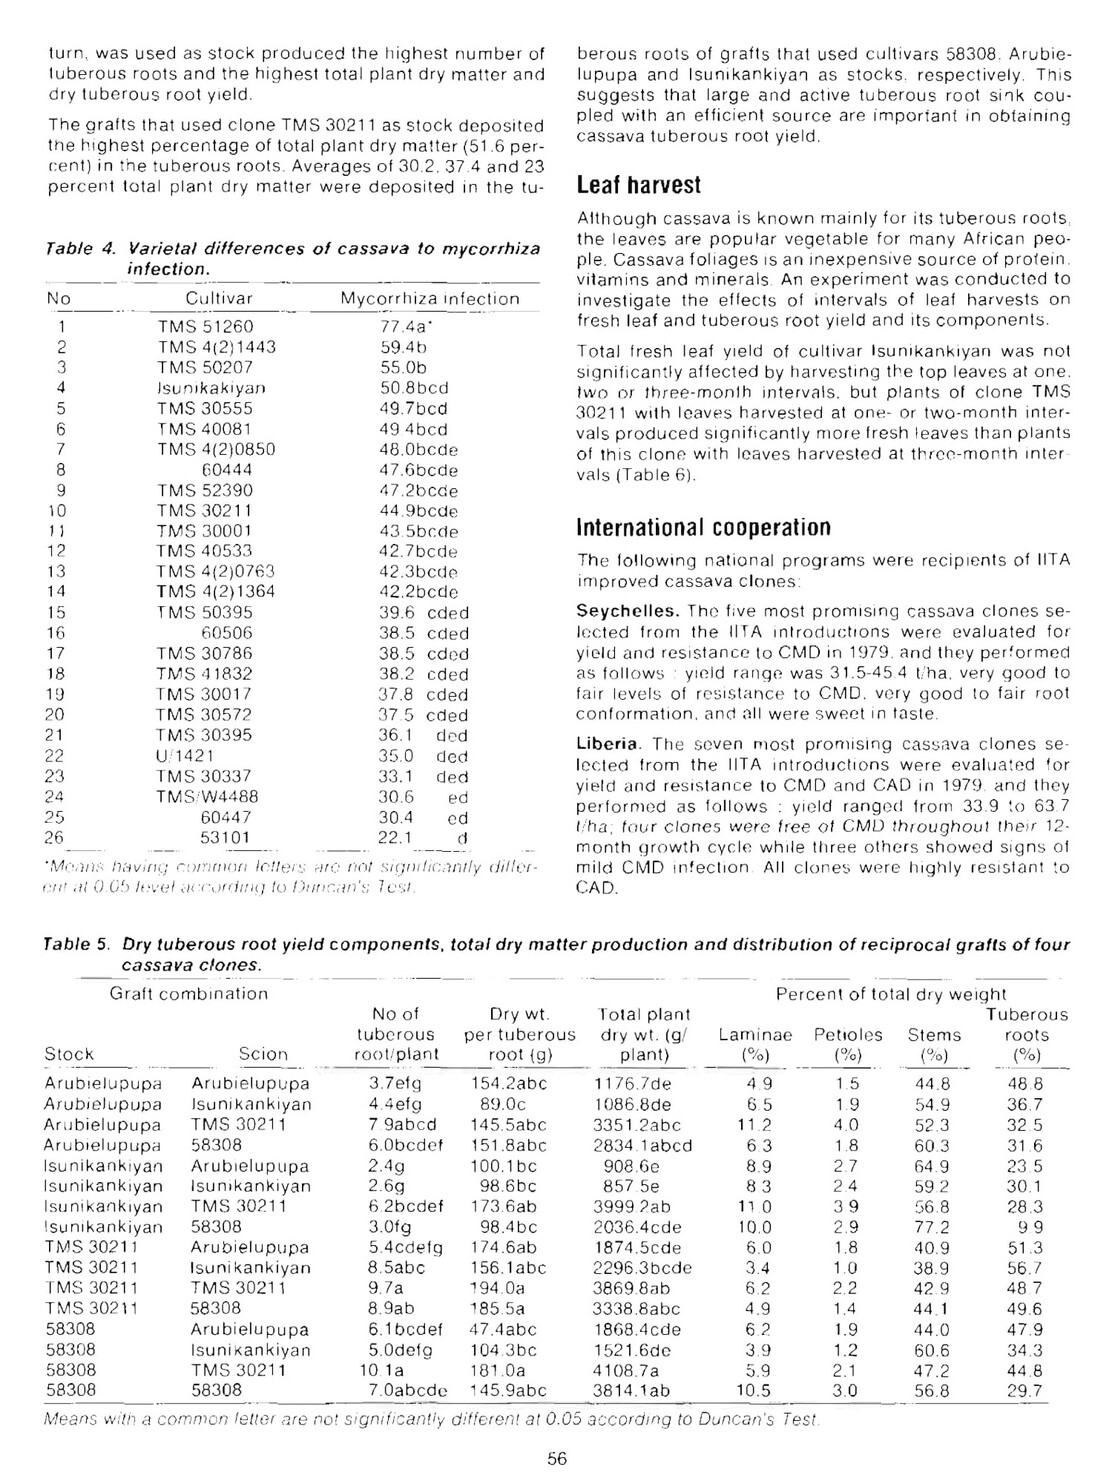 turn, was used as stock produced the highest number of
tuberous roots and the highest total plant dry matter and
dry tuberous root yield.
The grafts that used clone TMS 30211 as stock deposited
the highest percentage of total plant dry matter (51.6 per-
cent) in the tuberous roots. Averages of 30.2, 37.4 and 23
percent total plant dry matter were deposited in the tu-
Table 4. Varietal differences of cassava to mycorrhiza
infection.
No Cultivar Mycorrhiza infection
1 TMS 51260 77.4a*
2 TMS 4(2)1443 59.4b
3 TMS 50207 55.0b
4 Isunikakiyan 50.8bcd
5 TMS 30555 49.7bcd
6 TMS 40081 49.4bcd
7 TMS 4(2)0850 48.0bcde
8 60444 47.6bcde
9 TMS 52390 47.2bcde
10 TMS 30211 44.9bcde
11 TMS 30001 43.5bcde
12 TMS 40533 42.7bcde
13 TMS 4(2)0763 42.3bcde
14 TMS 4(2)1364 42.2bcde
15 TMS 50395 39.6 cded
16 60506 38.5 cded
17 TMS 30786 38.5 cded
18 TMS 41832 38.2 cded
19 TMS 30017 37.8 cded
20 TMS 30572 37.5 cded
21 TMS 30395 36.1 ded
22 U/1421 35.0 ded
23 TMS 30337 33.1 ded
24 TMS/W4488 30.6 ed
25 60447 30.4 ed
26 53101 22.1 d
*Means having common letters are not significantly differ-
ent at 0.05 level according to Duncan's Test.
berous roots of grafts that used cultivars 58308, Arubie-
lupupa and Isunikankiyan as stocks, respectively. This
suggests that large and active tuberous root sink cou-
pled with an efficient source are important in obtaining
cassava tuberous root yield.
Leaf harvest
Although cassava is known mainly for its tuberous roots,
the leaves are popular vegetable for many African peo-
ple. Cassava foliages is an inexpensive source of protein,
vitamins and minerals. An experiment was conducted to
investigate the effects of intervals of leaf harvests on
fresh leaf and tuberous root yield and its components.
Total fresh leaf yield of cultivar Isunikankiyan was not
significantly affected by harvesting the top leaves at one,
two or three-month intervals, but plants of clone TMS
30211 with leaves harvested at one- or two-month inter-
vals produced significantly more fresh leaves than plants
of this clone with leaves harvested at three-month inter-
vals (Table 6).
International cooperation
The following national programs were recipients of IITA
improved cassava clones:
Seychelles. The five most promising cassava clones se-
lected from the IITA introductions were evaluated for
yield and resistance to CMD in 1979, and they performed
as follows : yield range was 31.5-45.4 t/ha, very good to
fair levels of resistance to CMD, very good to fair root
conformation, and all were sweet in taste.
Liberia. The seven most promising cassava clones se-
lected from the IITA introductions were evaluated for
yield and resistance to CMD and CAD in 1979, and they
performed as follows : yield ranged from 33.9 to 63.7
t/ha; four clones were free of CMD throughout their 12-
month growth cycle while three others showed signs of
mild CMD infection. All clones were highly resistant to
CAD.
Table 5. Dry tuberous root yield components, total dry matter production and distribution of reciprocal grafts of four
cassava clones.
Graft combination Percent of total dry weight
No of Dry wt. Total plant Tuberous
tuberous per tuberous dry wt. (g/ Laminae Petioles Stems roots
Stock Scion root/plant root (g) plant) (%) (%) (%) (%)
Arubielupupa Arubielupupa 3.7efg 154.2abc 1176.7de 4.9 1.5 44.8 48.8
Arubielupupa Isunikankiyan 4.4efg 89.0c 1086.8de 6.5 1.9 54.9 36.7
Arubielupupa TMS 30211 7.9abcd 145.5abc 3351.2abc 11.2 4.0 52.3 32.5
Arubielupupa 58308 6.0bcdef 151.8abc 2834.1abcd 6.3 1.8 60.3 31.6
Isunikankiyan Arubielupupa 2.4g 100.1bc 908.6e 8.9 2.7 64.9 23.5
Isunikankiyan Isunikankiyan 2.6g 98.6bc 857.5e 8.3 2.4 59.2 30.1
Isunikankiyan TMS 30211 6.2bcdef 173.6ab 3999.2ab 11.0 3.9 56.8 28.3
Isunikankiyan 58308 3.0fg 98.4bc 2036.4cde 10.0 2.9 77.2 9.9
TMS 30211 Arubielupupa 5.4cdefg 174.6ab 1874.5cde 6.0 1.8 40.9 51.3
TMS 30211 Isunikankiyan 8.5abc 156.1abc 2296.3bcde 3.4 1.0 38.9 56.7
TMS 30211 TMS 30211 9.7a 194.0a 3869.8ab 6.2 2.2 42.9 48.7
TMS 30211 58308 8.9ab 185.5a 3338.8abc 4.9 1.4 44.1 49.6
58308 Arubielupupa 6.1bcdef 47.4abc 1868.4cde 6.2 1.9 44.0 47.9
58308 Isunikankiyan 5.0defg 104.3bc 1521.6de 3.9 1.2 60.6 34.3
58308 TMS 30211 10.1a 181.0a 4108.7a 5.9 2.1 47.2 44.8
58308 58308 7.0abcde 145.9abc 3814.1ab 10.5 3.0 56.8 29.7
Means with a common letter are not significantly different at 0.05 according to Duncan's Test.
56